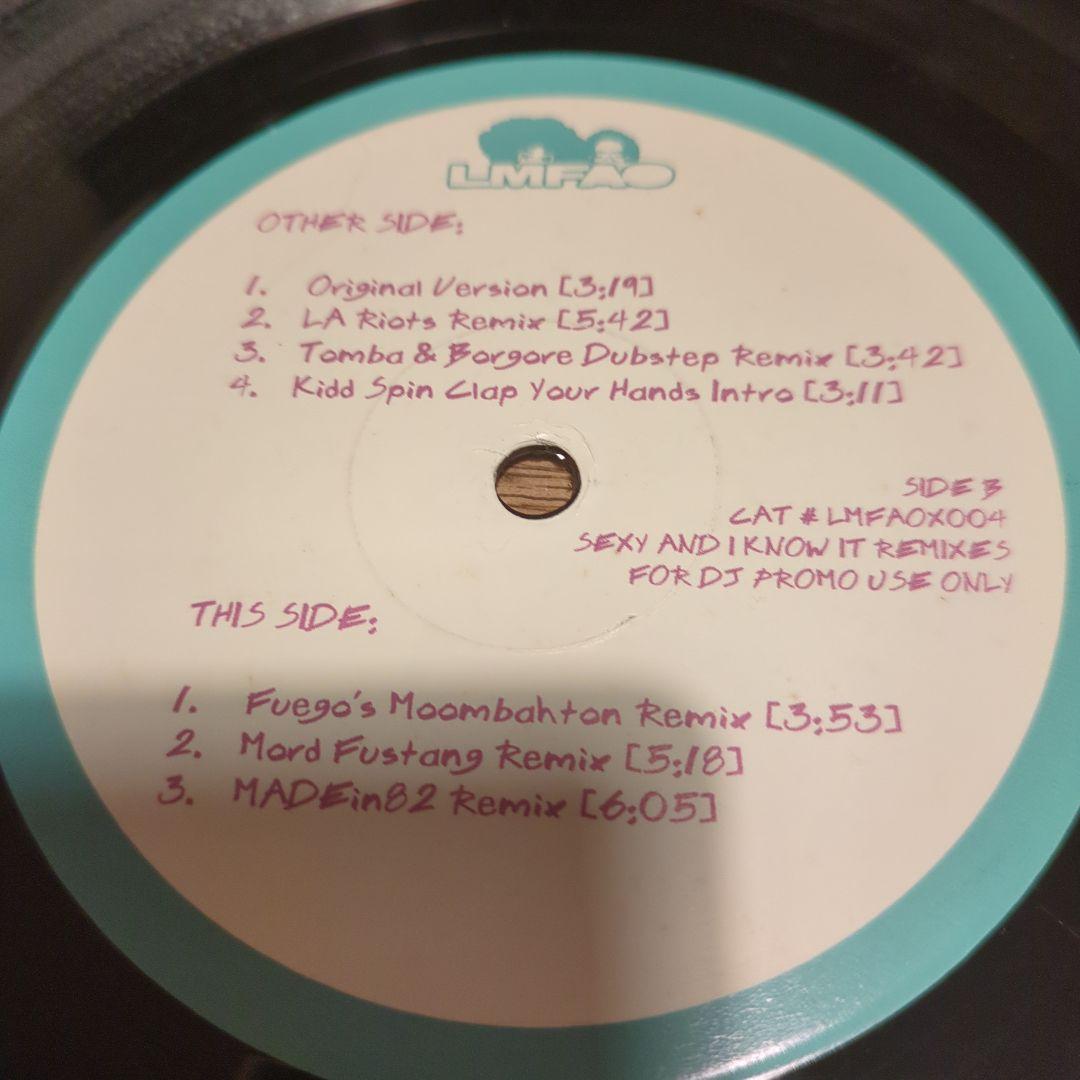 LMFAO
OTHER SIDE:
1. Original Version [3:19]
2. LA Riots Remix [5:42]
3. Tomba & Borgore Dubstep Remix [3:42]
4. Kidd Spin Clap Your Hands Intro [3:11]
SIDE B
CAT # LMFAOX004
SEXY AND I KNOW IT REMIXES
FOR DJ PROMO USE ONLY
THIS SIDE:
1. Fuego's Moombahton Remix [3:53]
2. Mord Fustang Remix [5:18]
3. MADEin82 Remix [6:05]